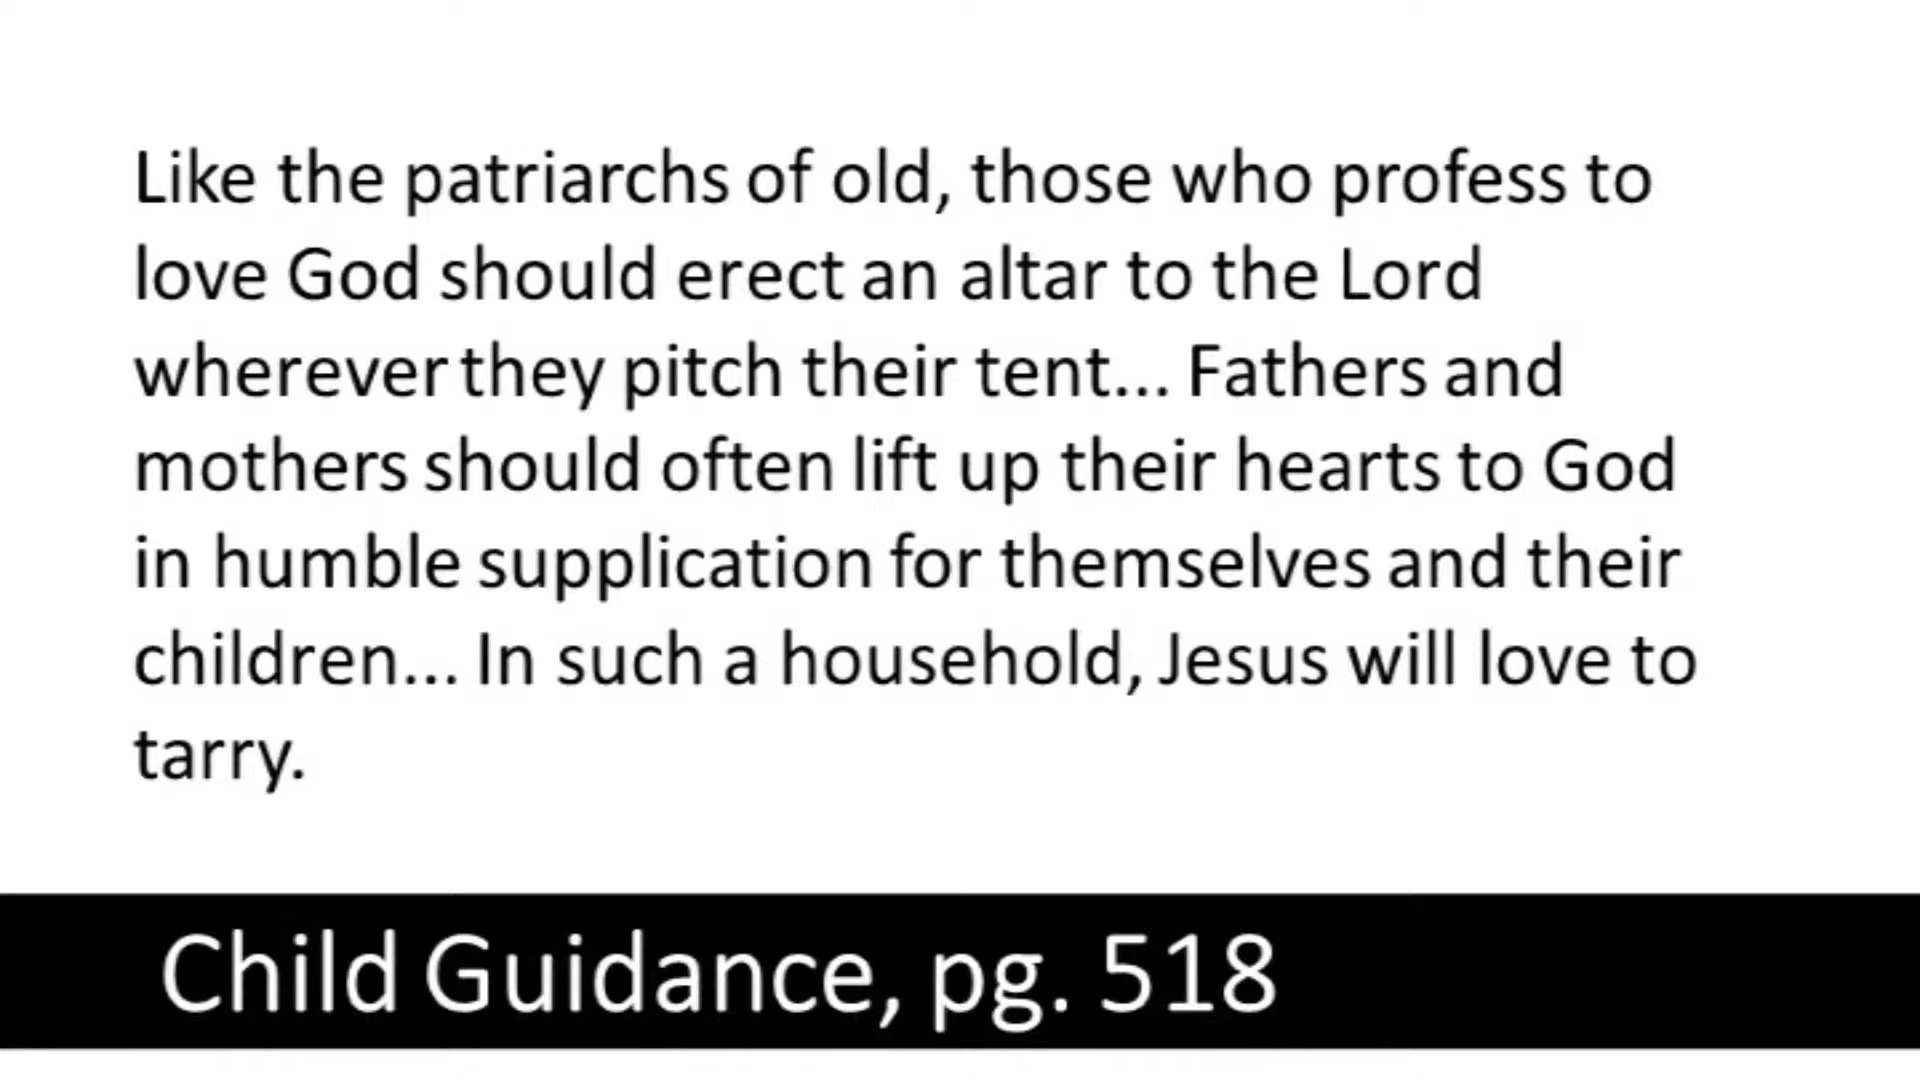 Like the patriarchs of old, those who profess to
love God should erect an altar to the Lord
wherever they pitch their tent... Fathers and
mothers should often lift up their hearts to God
in humble supplication for themselves and their
children... In such a household, Jesus will love to
tarry.
Child Guidance, pg. 518